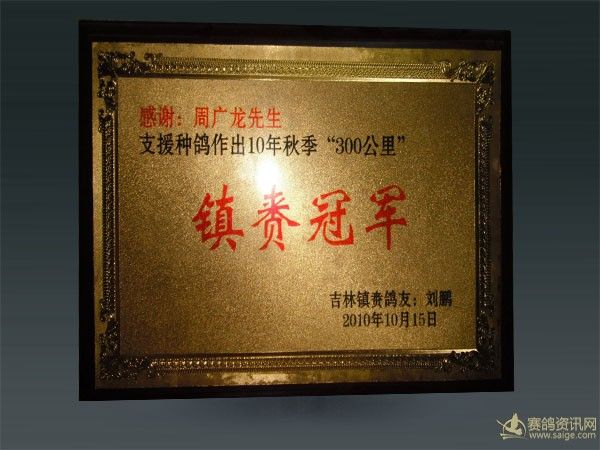 感谢：周广龙先生
支援种鸽作出10年秋季“300公里”
镇赉冠军
吉林镇赉鸽友：刘鹏
2010年10月15日
赛鸽资讯网
www.saige.com